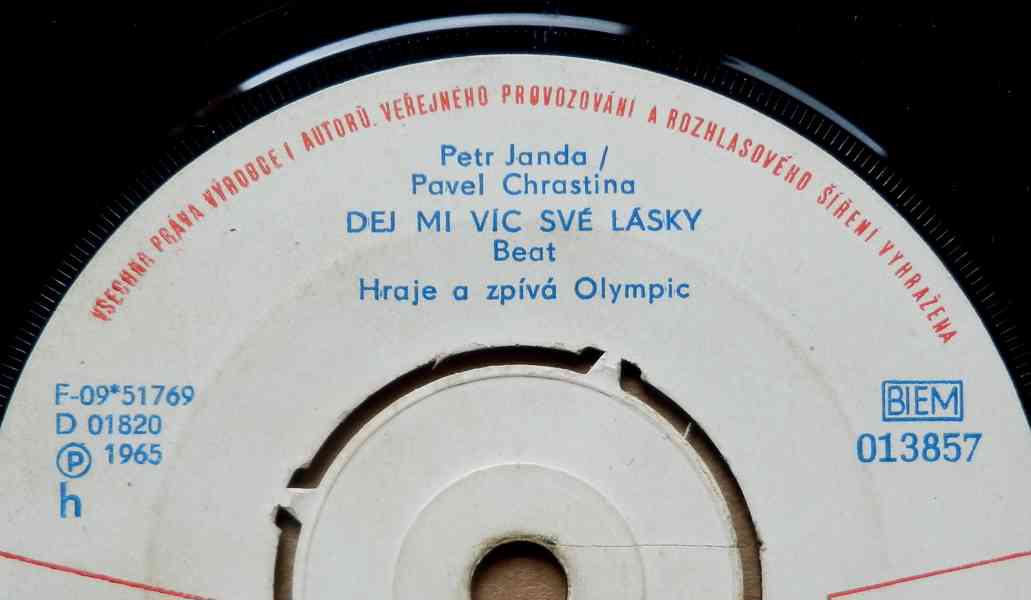 VŠECHNA PRÁVA VÝROBCE I AUTORŮ. VEŘEJNÉHO PROVOZOVÁNÍ A ROZHLASOVÉHO ŠÍŘENÍ VYHRAŽENA
Petr Janda /
Pavel Chrastina
DEJ MI VÍC SVÉ LÁSKY
Beat
Hraje a zpívá Olympic
F-09*51769
D 01820
Ⓟ 1965
h
BIEM
013857